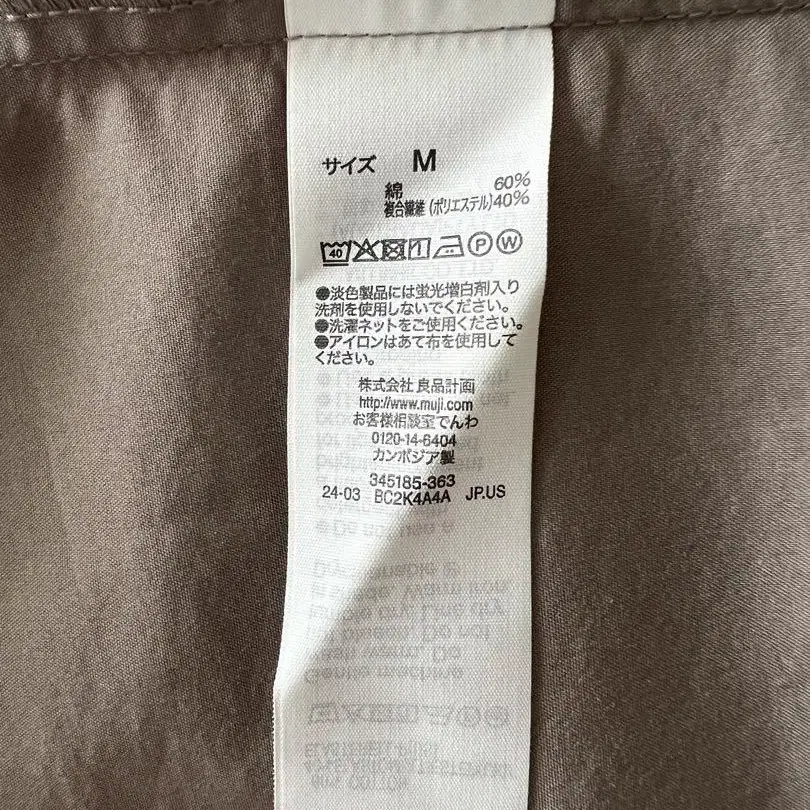 サイズ M
綿 60%
複合繊維(ポリエステル)40%
40 P W
●淡色製品には蛍光増白剤入り
洗剤を使用しないでください。
●洗濯ネットをご使用ください。
●アイロンはあて布を使用して
ください。
株式会社 良品計画
http://www.muji.com
お客様相談室でんわ
0120-14-6404
カンボジア製
345185-363
24-03 BC2K4A4A JP.US